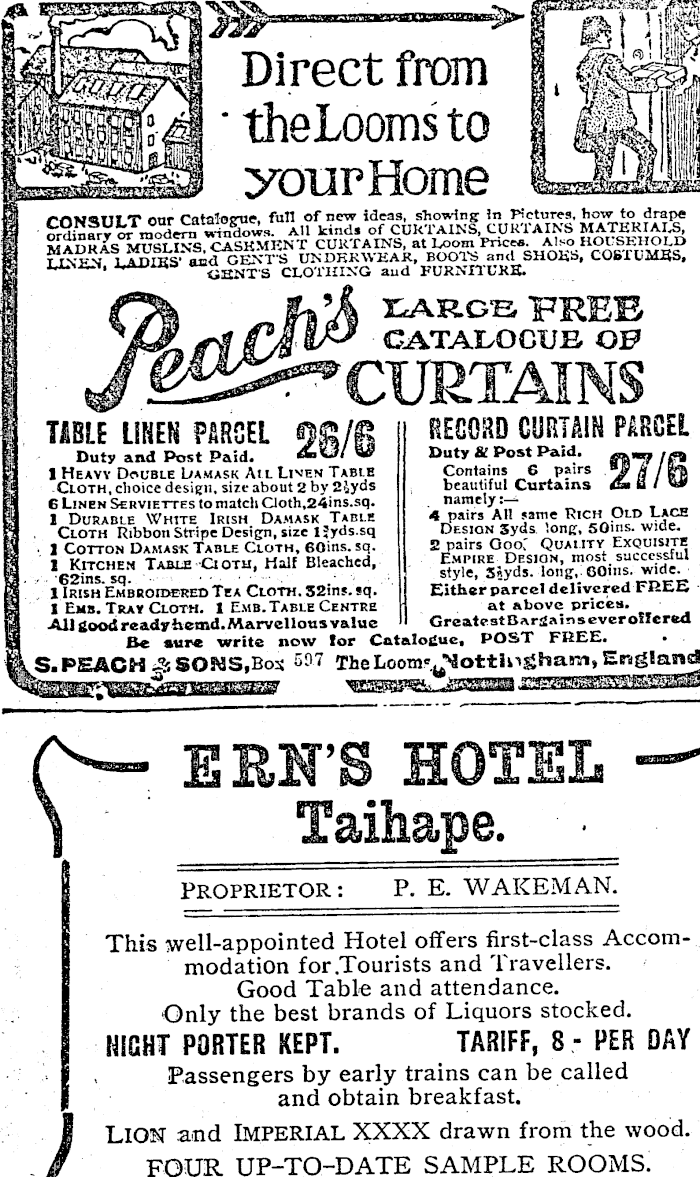 Direct from
the Looms to
your Home
CONSULT our Catalogue, full of new ideas, showing in Pictures, how to drape
ordinary or modern windows. All kinds of CURTAINS, CURTAINS MATERIALS,
MADRAS MUSLINS, CASHMENT CURTAINS, at Loom Prices. Also HOUSEHOLD
LINEN, LADIES' and GENT'S UNDERWEAR, BOOTS and SHOES, COSTUMES,
GENT'S CLOTHING and FURNITURE.
Peach's LARGE FREE
CATALOGUE OF
CURTAINS
TABLE LINEN PARCEL 26/6
Duty and Post Paid.
1 HEAVY DOUBLE DAMASK ALL LINEN TABLE
CLOTH, choice design, size about 2 by 2½yds
6 LINEN SERVIETTES to match Cloth, 24ins.sq.
1 DURABLE WHITE IRISH DAMASK TABLE
CLOTH Ribbon Stripe Design, size yds.sq
1 COTTON DAMASK TABLE CLOTH, 60ins. sq.
1 KITCHEN TABLE CLOTH, Half Bleached,
62ins. sq.
1 IRISH EMBROIDERED TEA CLOTH. 32ins. sq.
1 EMB. TRAY CLOTH. 1 EMB. TABLE CENTRE
All good ready hemd. Marvellous value
RECORD CURTAIN PARCEL
Duty & Post Paid.
27/6
Contains 6 pairs
beautiful Curtains
namely:—
4 pairs All same RICH OLD LACE
DESIGN 3yds. long, 50ins. wide.
2 pairs GOOD QUALITY EXQUISITE
EMPIRE DESIGN, most successful
style, 3½yds. long, 60ins. wide.
Either parcel delivered FREE
at above prices.
Greatest Bargains ever offered
Be sure write now for Catalogue, POST FREE.
S. PEACH & SONS, Box 597 The Looms, Nottingham, England
ERN'S HOTEL
Taihape.
PROPRIETOR: P. E. WAKEMAN.
This well-appointed Hotel offers first-class Accom-
modation for Tourists and Travellers.
Good Table and attendance.
Only the best brands of Liquors stocked.
NIGHT PORTER KEPT. TARIFF, 8 - PER DAY
Passengers by early trains can be called
and obtain breakfast.
LION and IMPERIAL XXXX drawn from the wood.
FOUR UP-TO-DATE SAMPLE ROOMS.